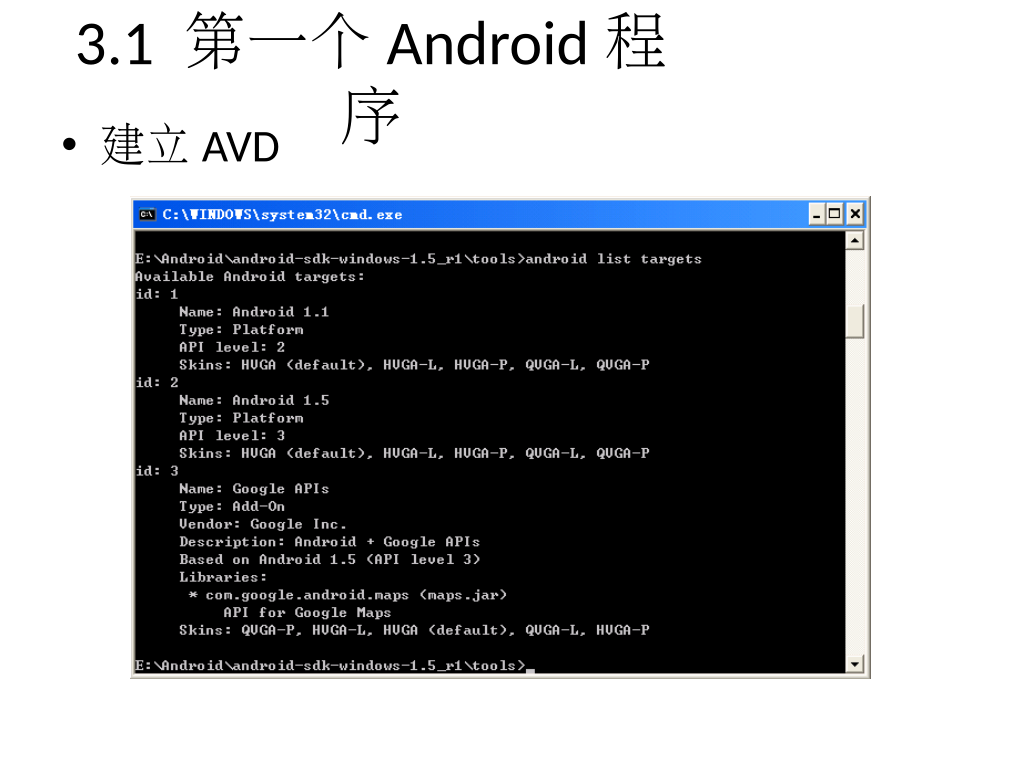 3.1 第一个 Android 程
序
• 建立 AVD
C:\WINDOWS\system32\cmd.exe
E:\Android\android-sdk-windows-1.5_r1\tools>android list targets
Available Android targets:
id: 1
Name: Android 1.1
Type: Platform
API level: 2
Skins: HVGA (default), HVGA-L, HVGA-P, QVGA-L, QVGA-P
id: 2
Name: Android 1.5
Type: Platform
API level: 3
Skins: HVGA (default), HVGA-L, HVGA-P, QVGA-L, QVGA-P
id: 3
Name: Google APIs
Type: Add-On
Vendor: Google Inc.
Description: Android + Google APIs
Based on Android 1.5 (API level 3)
Libraries:
* com.google.android.maps (maps.jar)
API for Google Maps
Skins: QVGA-P, HVGA-L, HVGA (default), QVGA-L, HVGA-P
E:\Android\android-sdk-windows-1.5_r1\tools>_